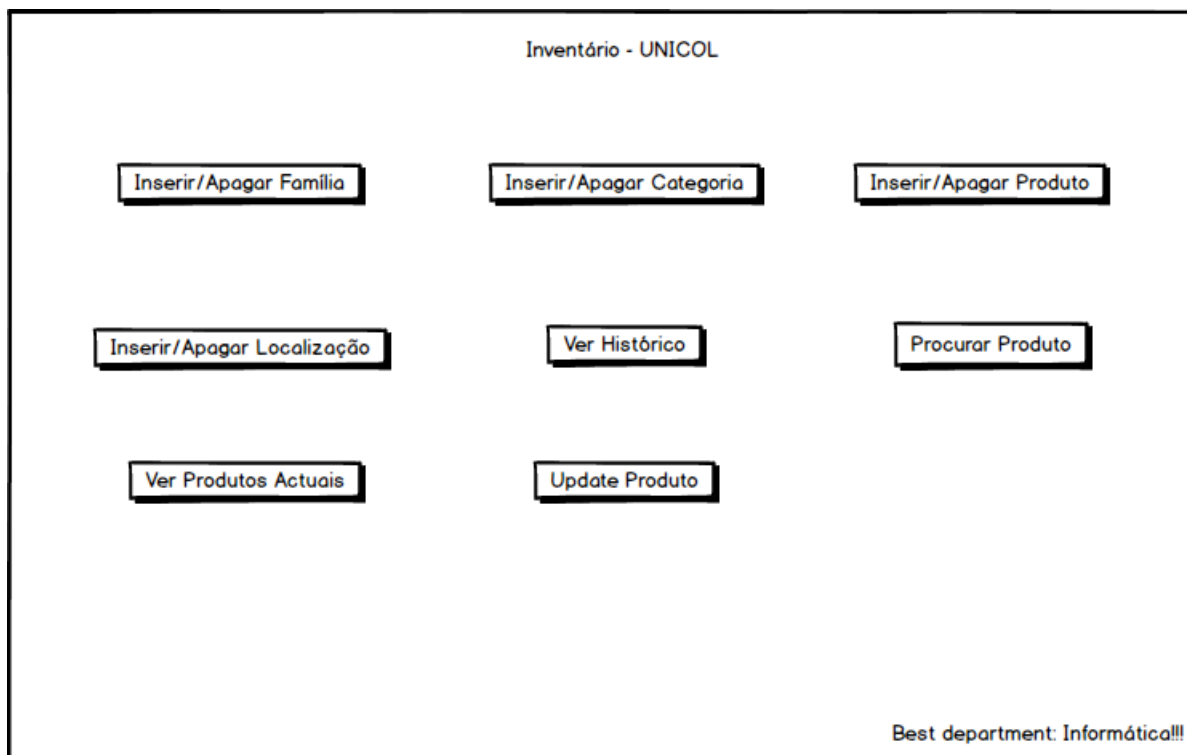 Inventário - UNICOL
Inserir/Apagar Família
Inserir/Apagar Categoria
Inserir/Apagar Produto
Inserir/Apagar Localização
Ver Histórico
Procurar Produto
Ver Produtos Actuais
Update Produto
Best department: Informática!!!